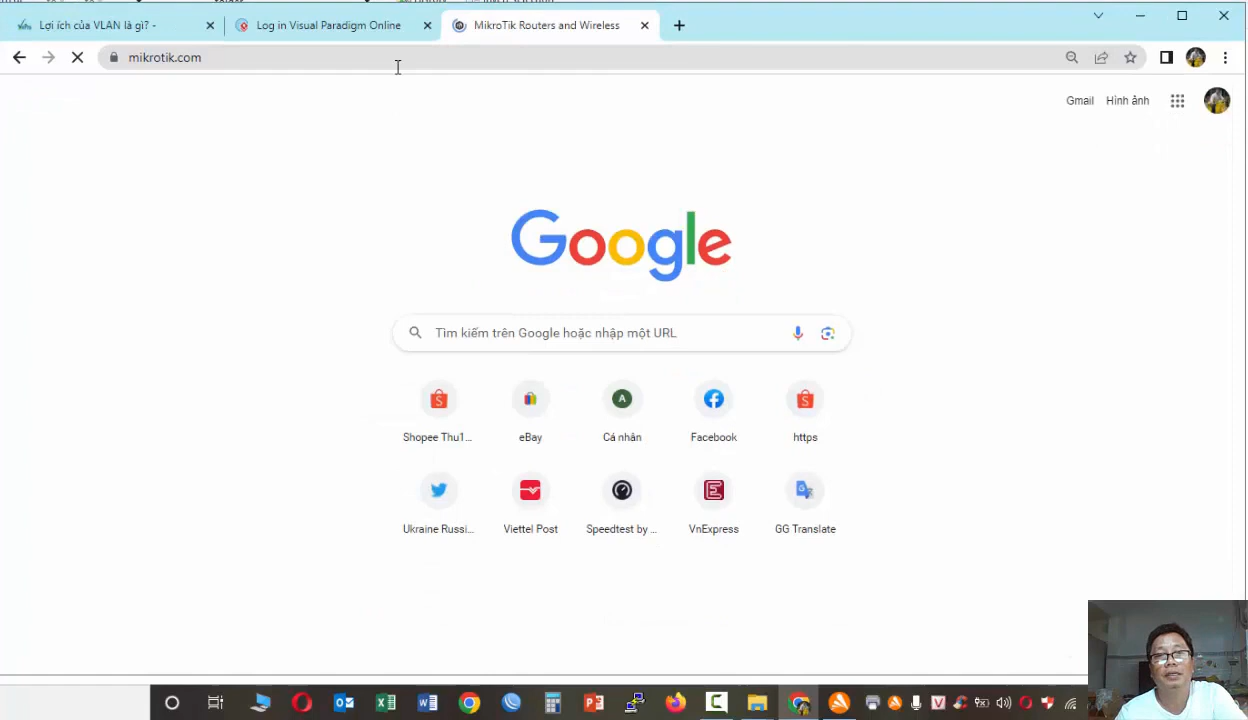 Lợi ích của VLAN là gì? -
Log in Visual Paradigm Online
MikroTik Routers and Wireless
mikrotik.com
Gmail
Hình ảnh
Google
Tìm kiếm trên Google hoặc nhập một URL
Shopee Thu1...
eBay
A
Cá nhân
Facebook
https
Ukraine Russi...
Viettel Post
Speedtest by ...
E
VnExpress
GG Translate